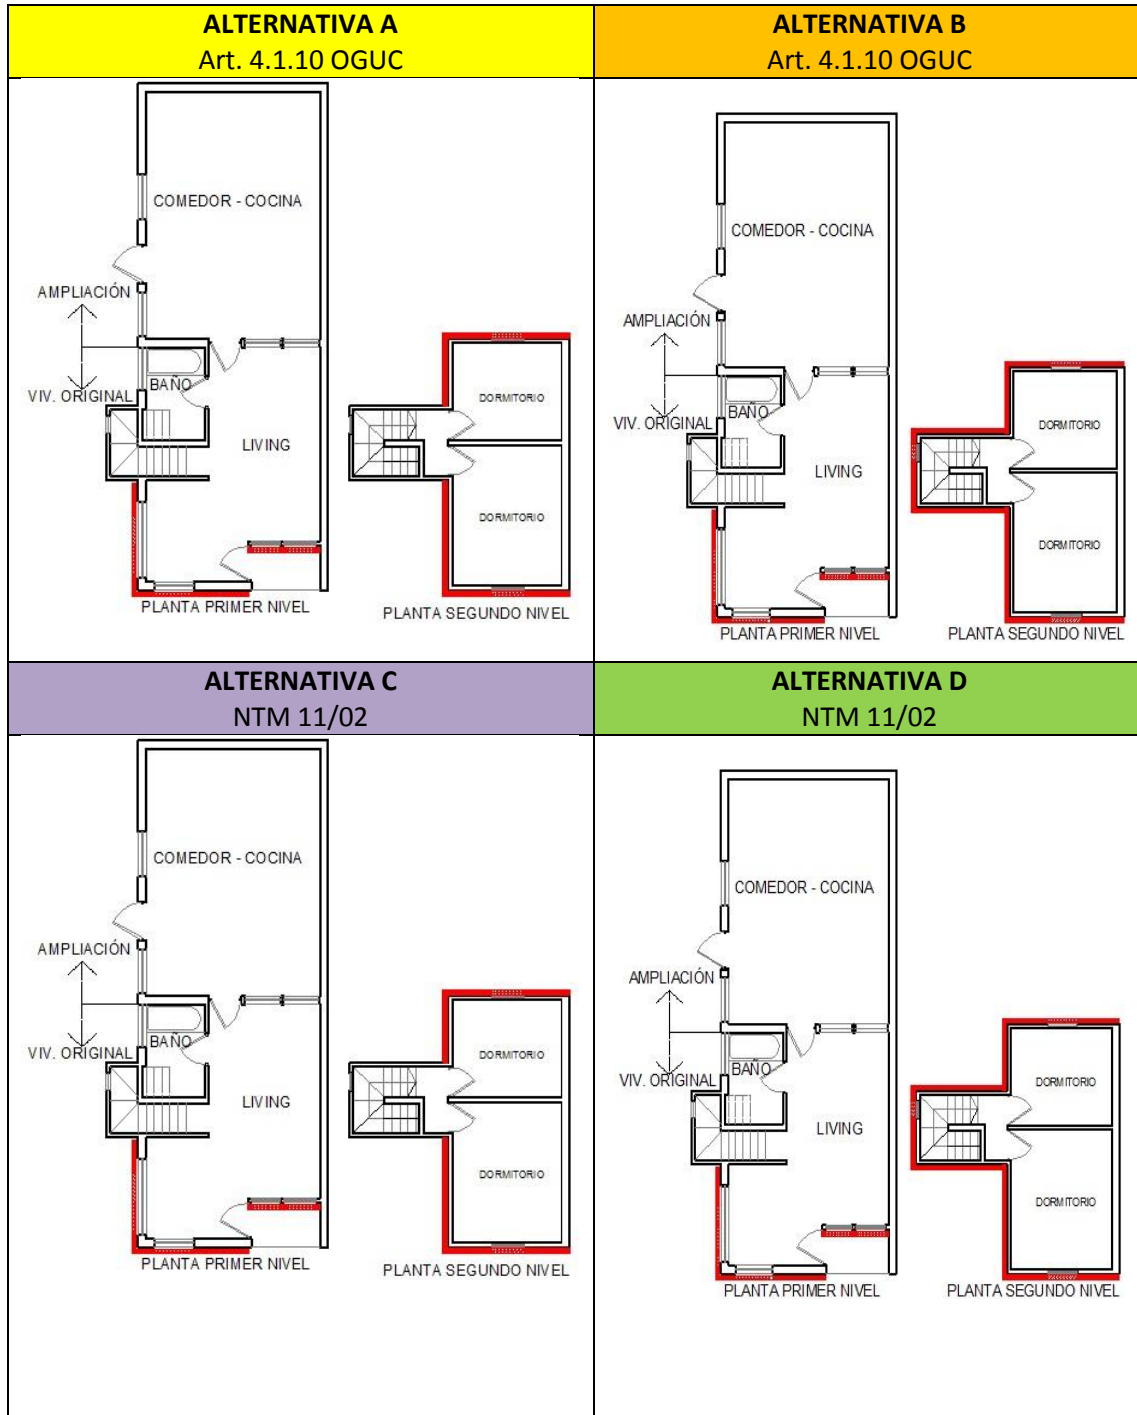 ALTERNATIVA A
Art. 4.1.10 OGUC
ALTERNATIVA B
Art. 4.1.10 OGUC
COMEDOR - COCINA
AMPLIACIÓN
BAÑO
VIV. ORIGINAL
LIVING
DORMITORIO
DORMITORIO
PLANTA PRIMER NIVEL
PLANTA SEGUNDO NIVEL
COMEDOR - COCINA
AMPLIACIÓN
BAÑO
VIV. ORIGINAL
LIVING
DORMITORIO
DORMITORIO
PLANTA PRIMER NIVEL
PLANTA SEGUNDO NIVEL
ALTERNATIVA C
NTM 11/02
ALTERNATIVA D
NTM 11/02
COMEDOR - COCINA
AMPLIACIÓN
BAÑO
VIV. ORIGINAL
LIVING
DORMITORIO
DORMITORIO
PLANTA PRIMER NIVEL
PLANTA SEGUNDO NIVEL
COMEDOR - COCINA
AMPLIACIÓN
BAÑO
VIV. ORIGINAL
LIVING
DORMITORIO
DORMITORIO
PLANTA PRIMER NIVEL
PLANTA SEGUNDO NIVEL